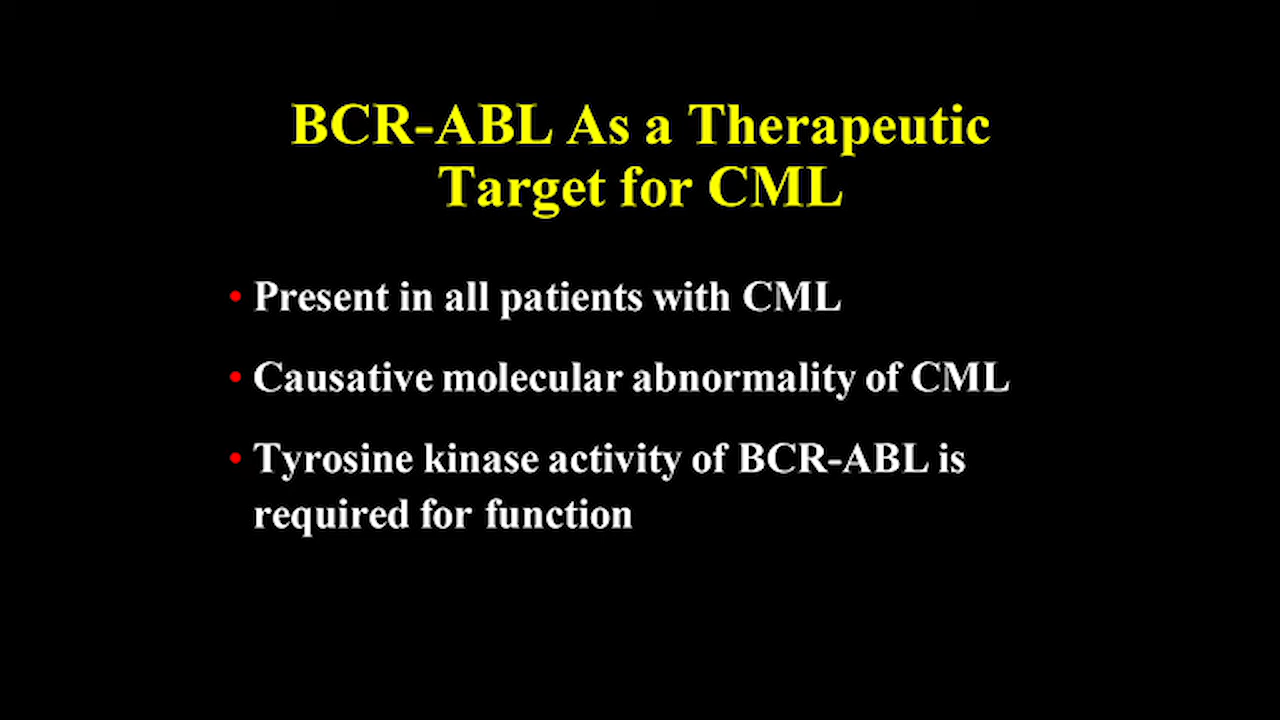 BCR-ABL As a Therapeutic
Target for CML
• Present in all patients with CML
• Causative molecular abnormality of CML
• Tyrosine kinase activity of BCR-ABL is
required for function